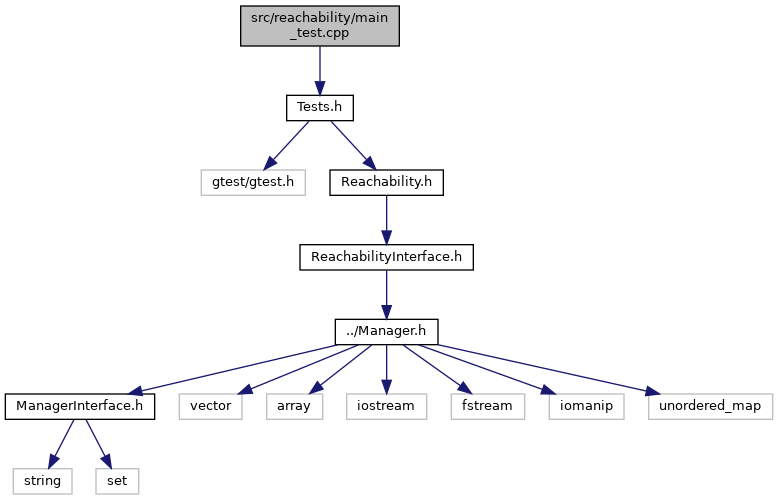 src/reachability/main
_test.cpp
Tests.h
gtest/gtest.h
Reachability.h
ReachabilityInterface.h
../Manager.h
ManagerInterface.h
vector
array
iostream
fstream
iomanip
unordered_map
string
set